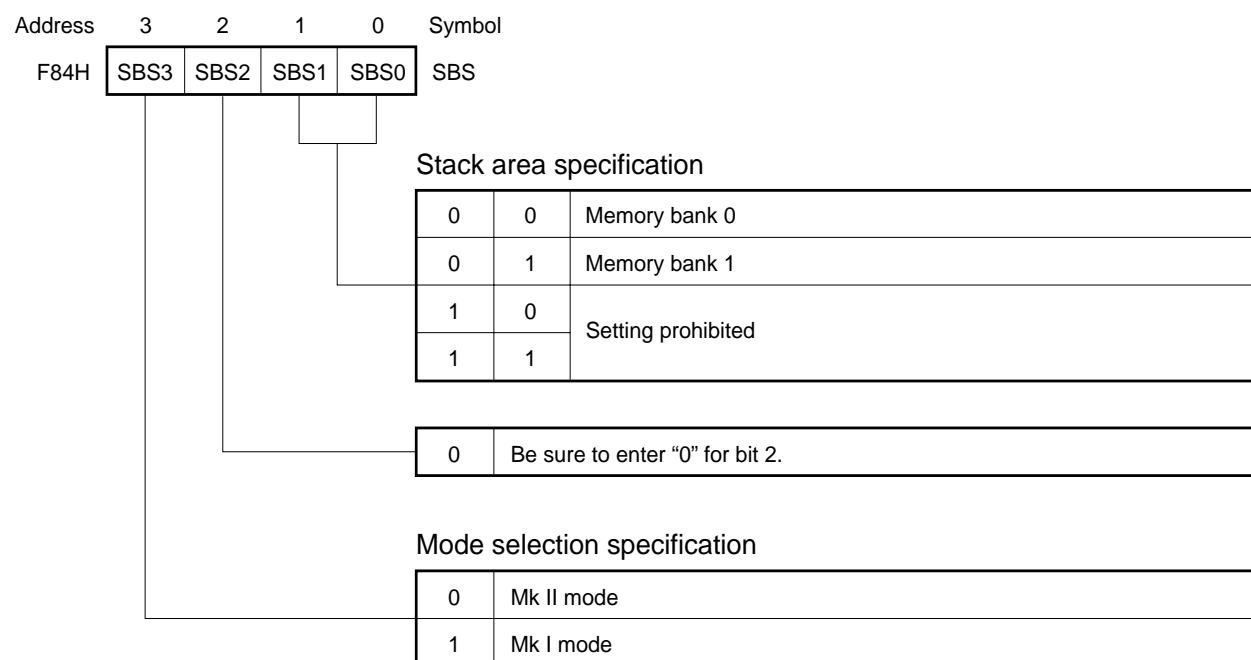 Address 3 2 1 0 Symbol
F84H SBS3 SBS2 SBS1 SBS0 SBS
Stack area specification
0 0 Memory bank 0
0 1 Memory bank 1
1 0
Setting prohibited
1 1
0 Be sure to enter “0” for bit 2.
Mode selection specification
0 Mk II mode
1 Mk I mode